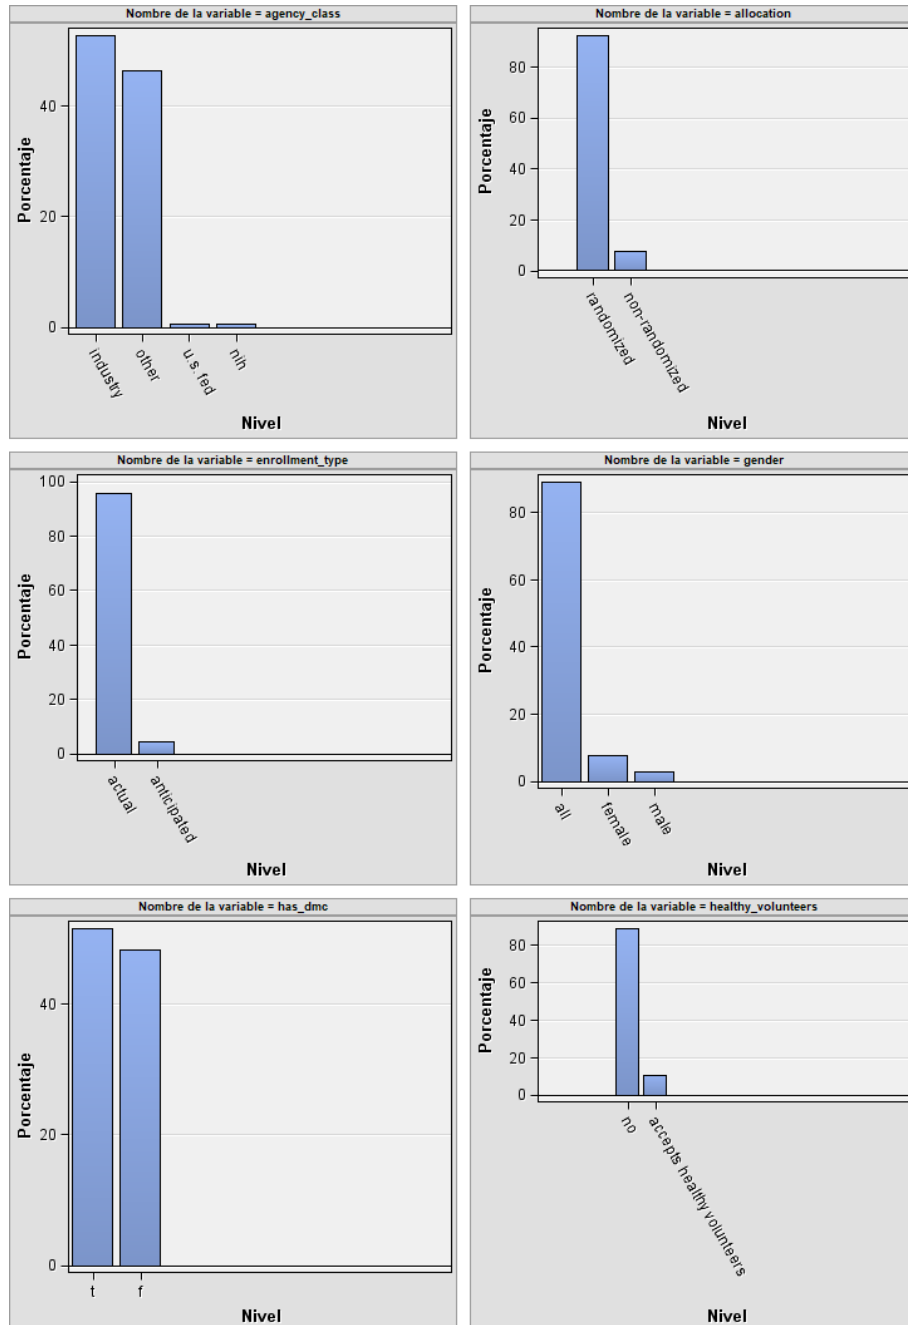 Nombre de la variable = agency_class
Porcentaje
40
20
0
industry
other
u.s. fed
nih
Nivel
Nombre de la variable = allocation
Porcentaje
80
60
40
20
0
randomized
non-randomized
Nivel
Nombre de la variable = enrollment_type
Porcentaje
100
80
60
40
20
0
actual
anticipated
Nivel
Nombre de la variable = gender
Porcentaje
80
60
40
20
0
all
female
male
Nivel
Nombre de la variable = has_dmc
Porcentaje
40
20
0
t
f
Nivel
Nombre de la variable = healthy_volunteers
Porcentaje
80
60
40
20
0
no
accepts healthy volunteers
Nivel